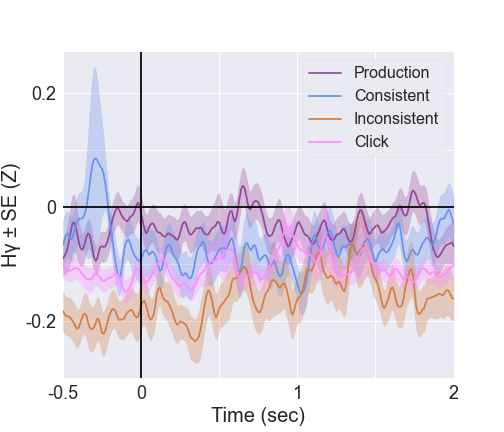 Production
Consistent
Inconsistent
Click
Hγ ± SE (Z)
0.2
0
-0.2
-0.5 0 1 2
Time (sec)